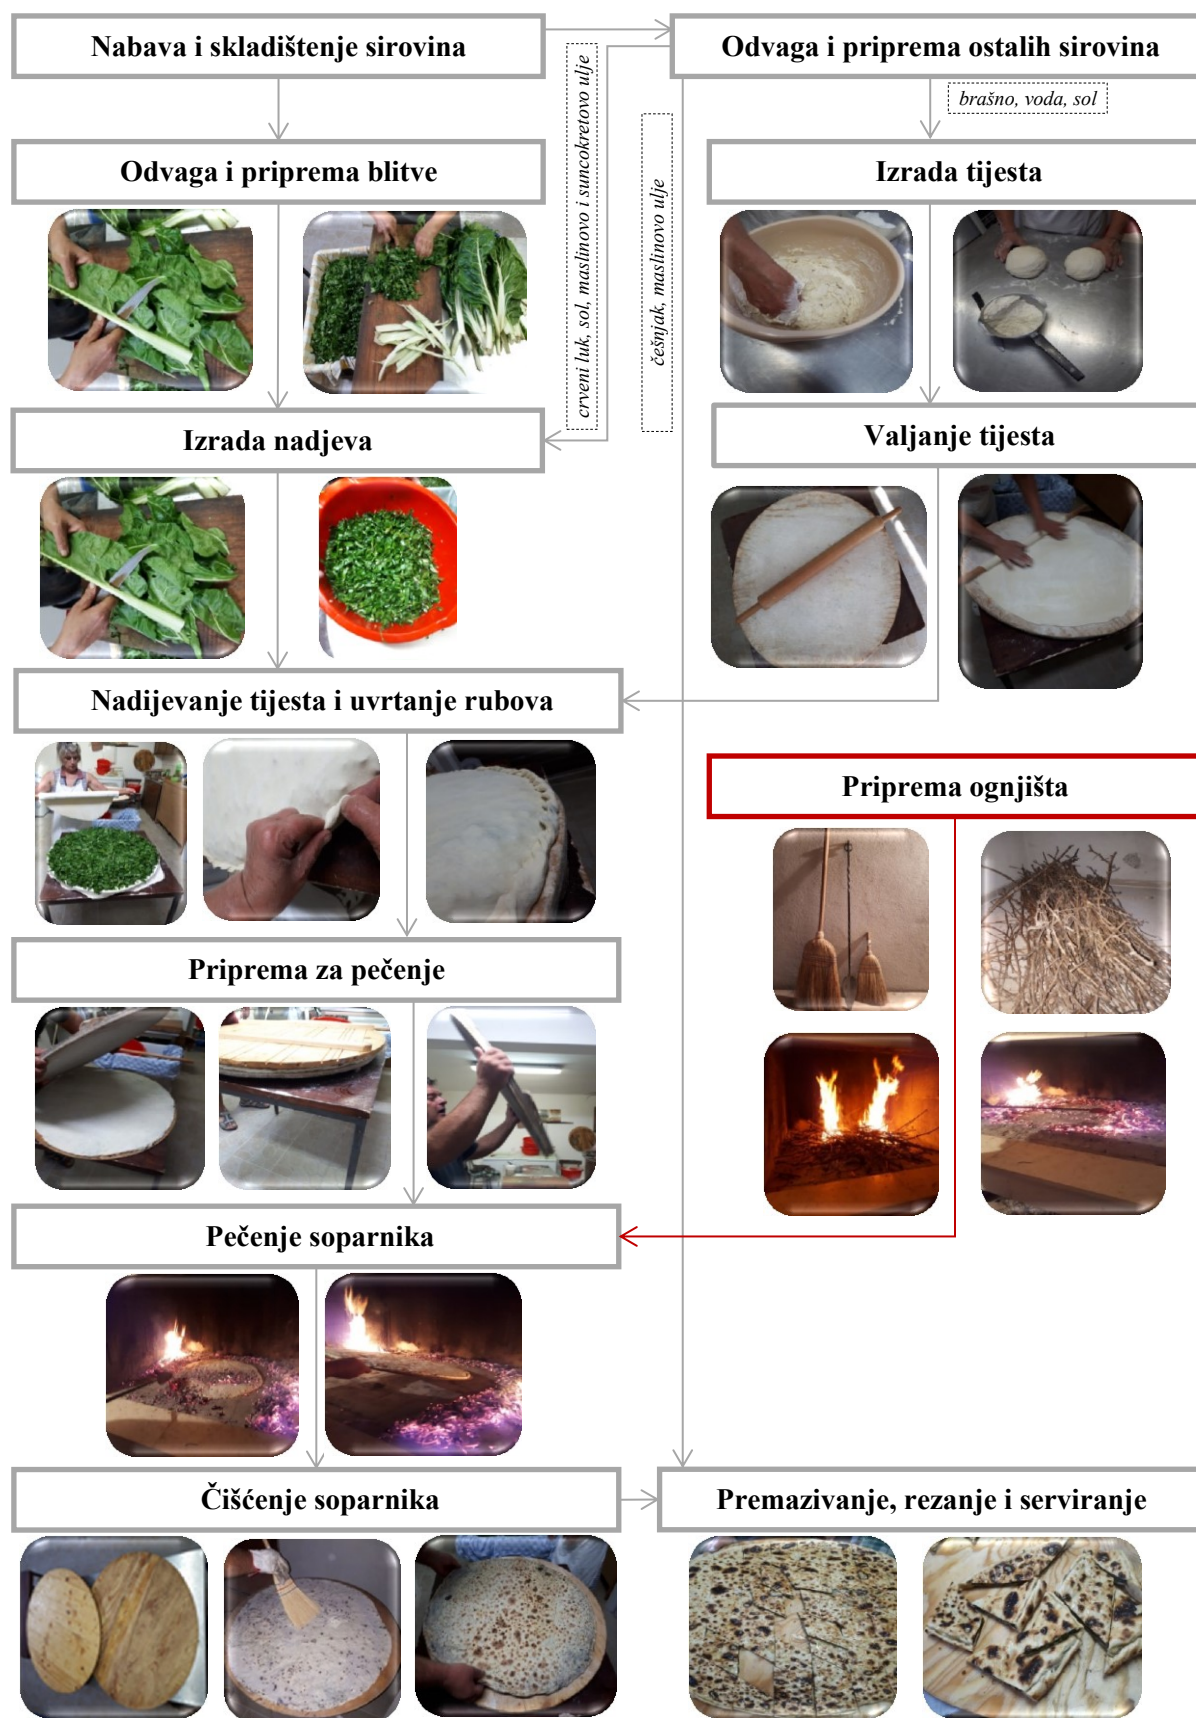 Nabava i skladištenje sirovina
Odvaga i priprema ostalih sirovina
crveni luk, sol, maslinovo i suncokretovo ulje
češnjak, maslinovo ulje
brašno, voda, sol
Odvaga i priprema blitve
Izrada tijesta
Izrada nadjeva
Valjanje tijesta
Nadijevanje tijesta i uvrtanje rubova
Priprema ognjišta
Priprema za pečenje
Pečenje soparnika
Čišćenje soparnika
Premazivanje, rezanje i serviranje